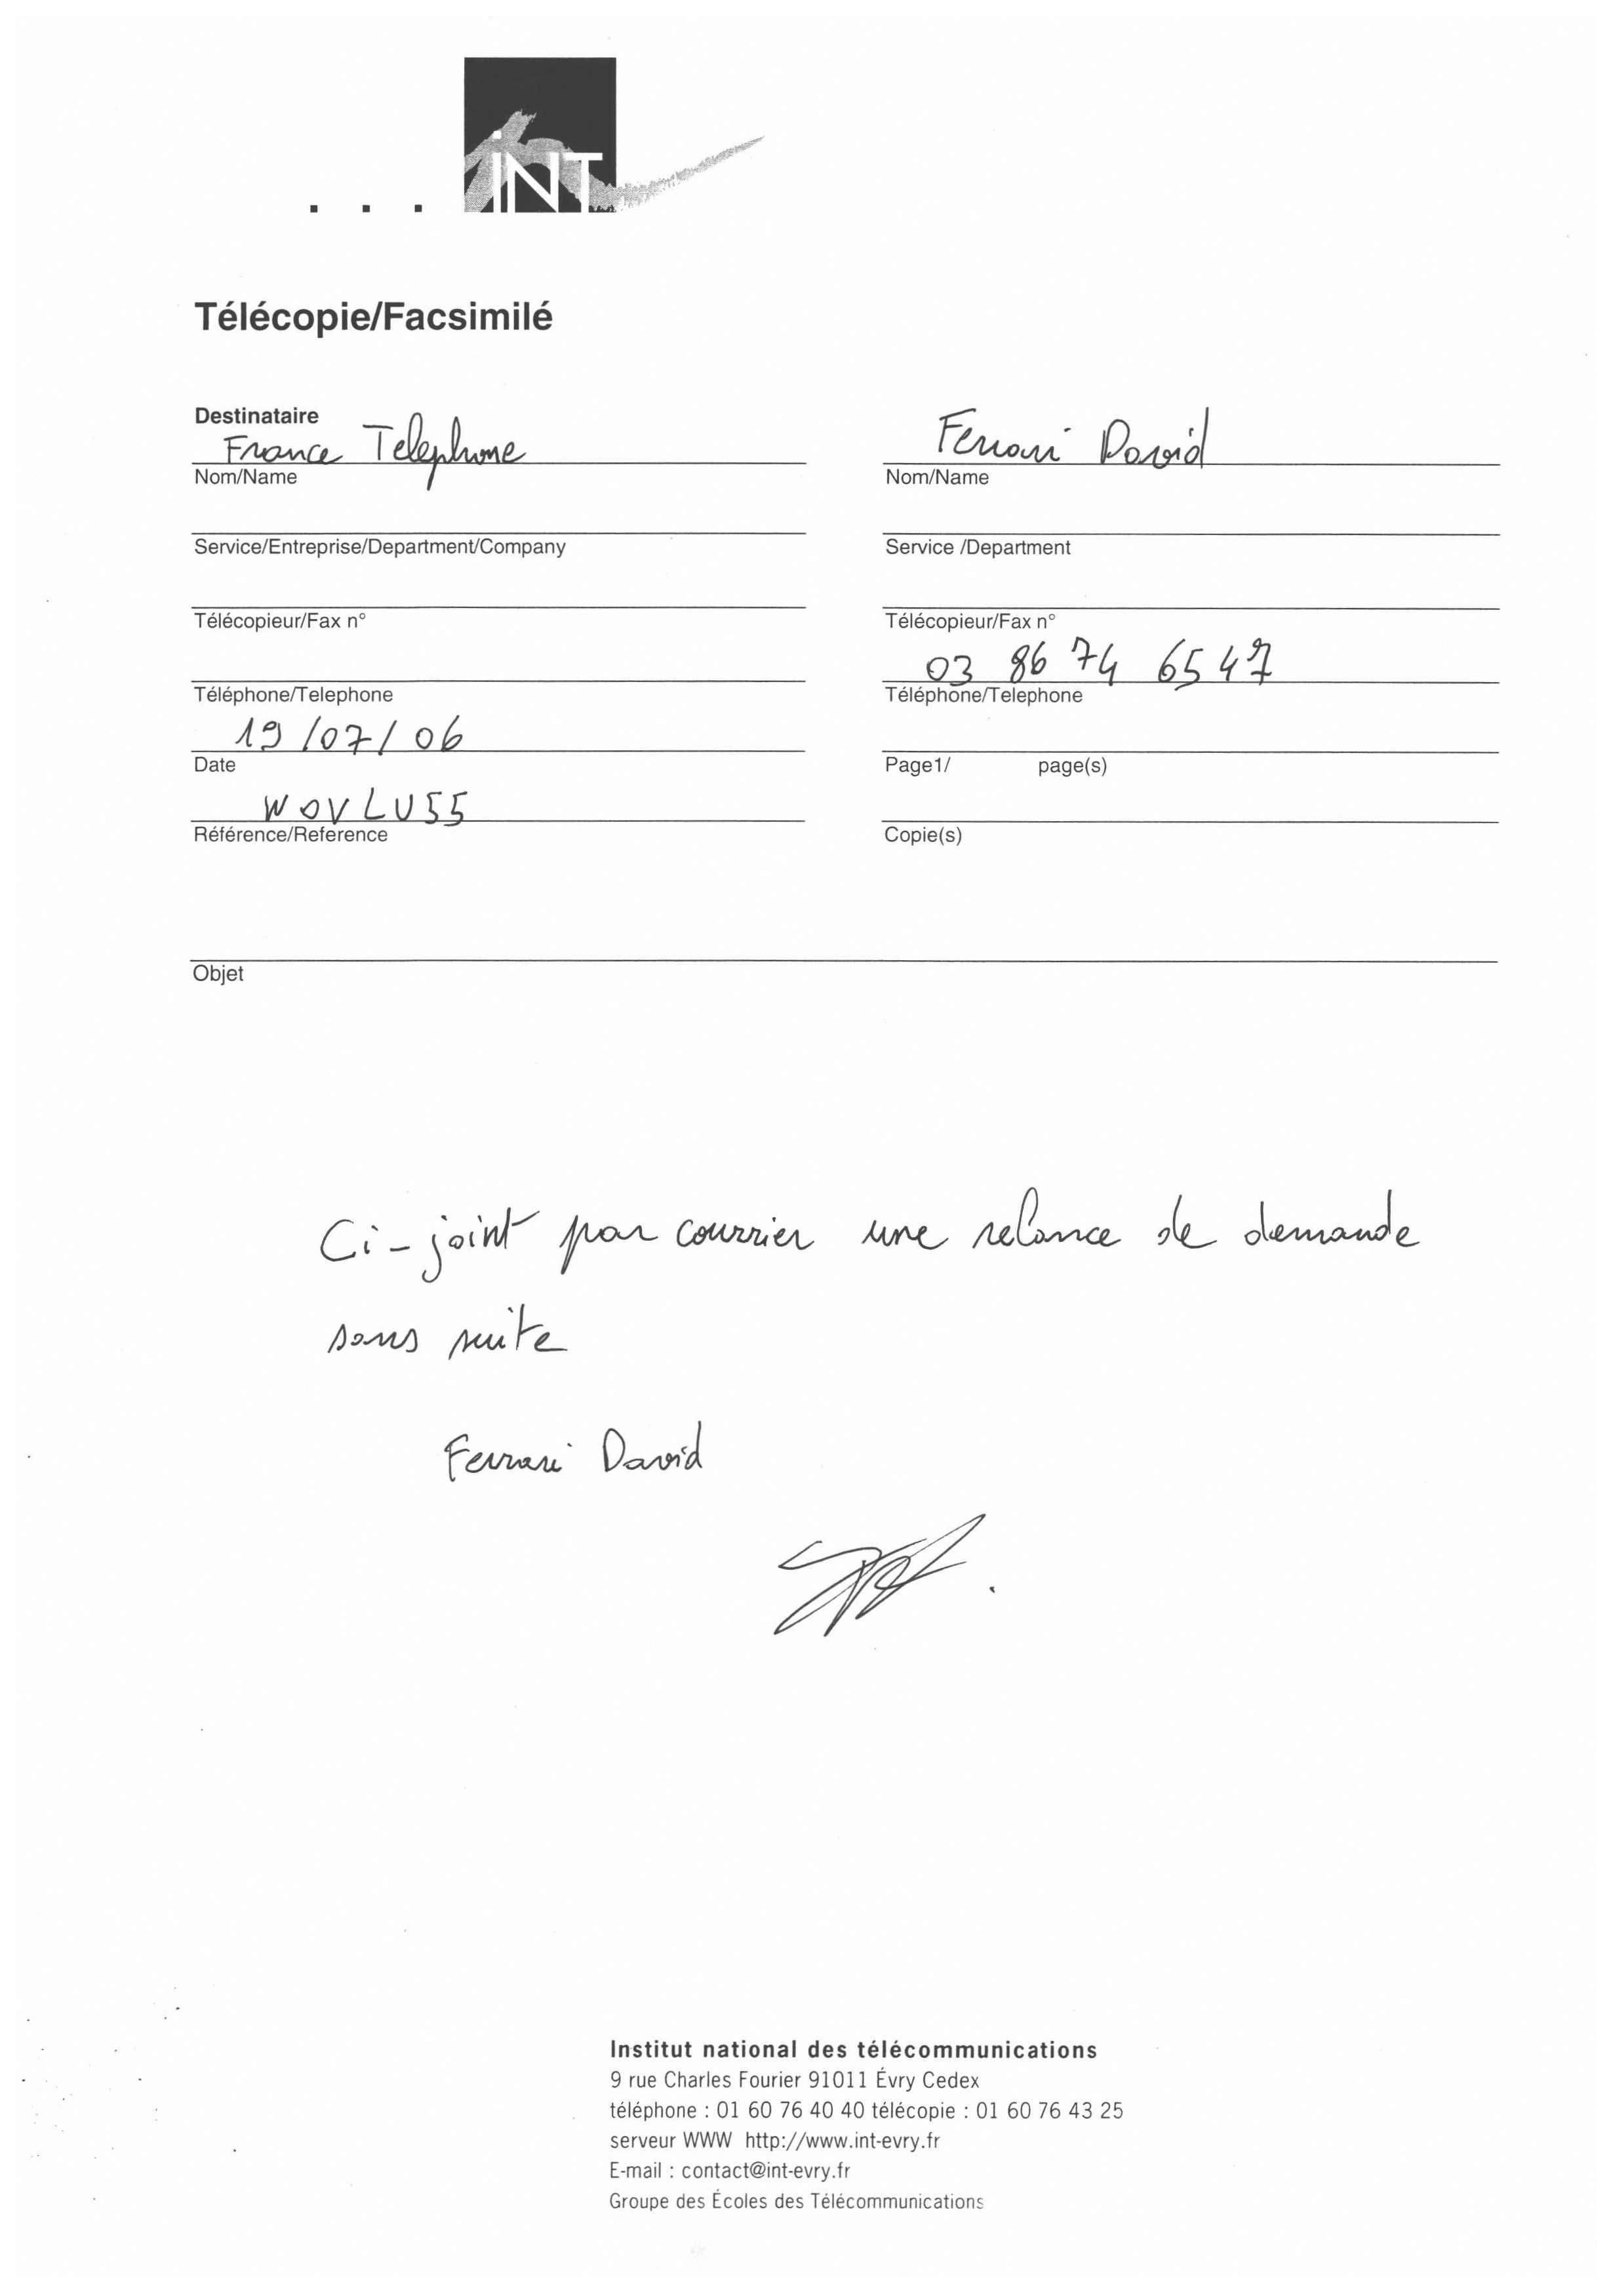 iNT
Télécopie/Facsimilé
Destinataire
France Telephone
Nom/Name
Service/Entreprise/Department/Company
Télécopieur/Fax n°
Téléphone/Telephone
19/07/06
Date
WOVLU55
Référence/Reference
Ferrari David
Nom/Name
Service /Department
Télécopieur/Fax n°
03 86 74 65 47
Téléphone/Telephone
Page1/ page(s)
Copie(s)
Objet
Ci-joint par courrier une relance de demande
sans suite
Ferrari David
Institut national des télécommunications
9 rue Charles Fourier 91011 Évry Cedex
téléphone : 01 60 76 40 40 télécopie : 01 60 76 43 25
serveur WWW http://www.int-evry.fr
E-mail : contact@int-evry.fr
Groupe des Écoles des Télécommunications